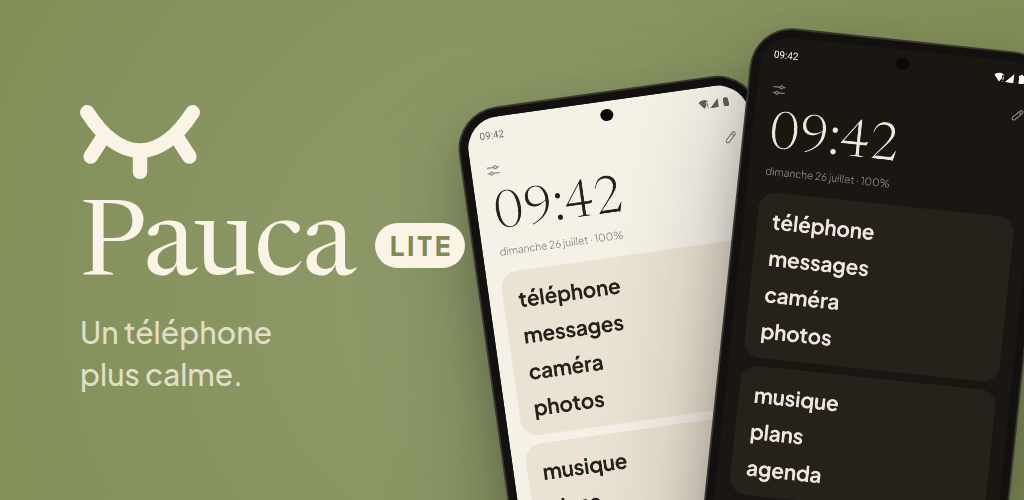 Pauca LITE
Un téléphone
plus calme.
09:42
09:42
dimanche 26 juillet · 100%
téléphone
messages
caméra
photos
musique
09:42
09:42
dimanche 26 juillet · 100%
téléphone
messages
caméra
photos
musique
plans
agenda